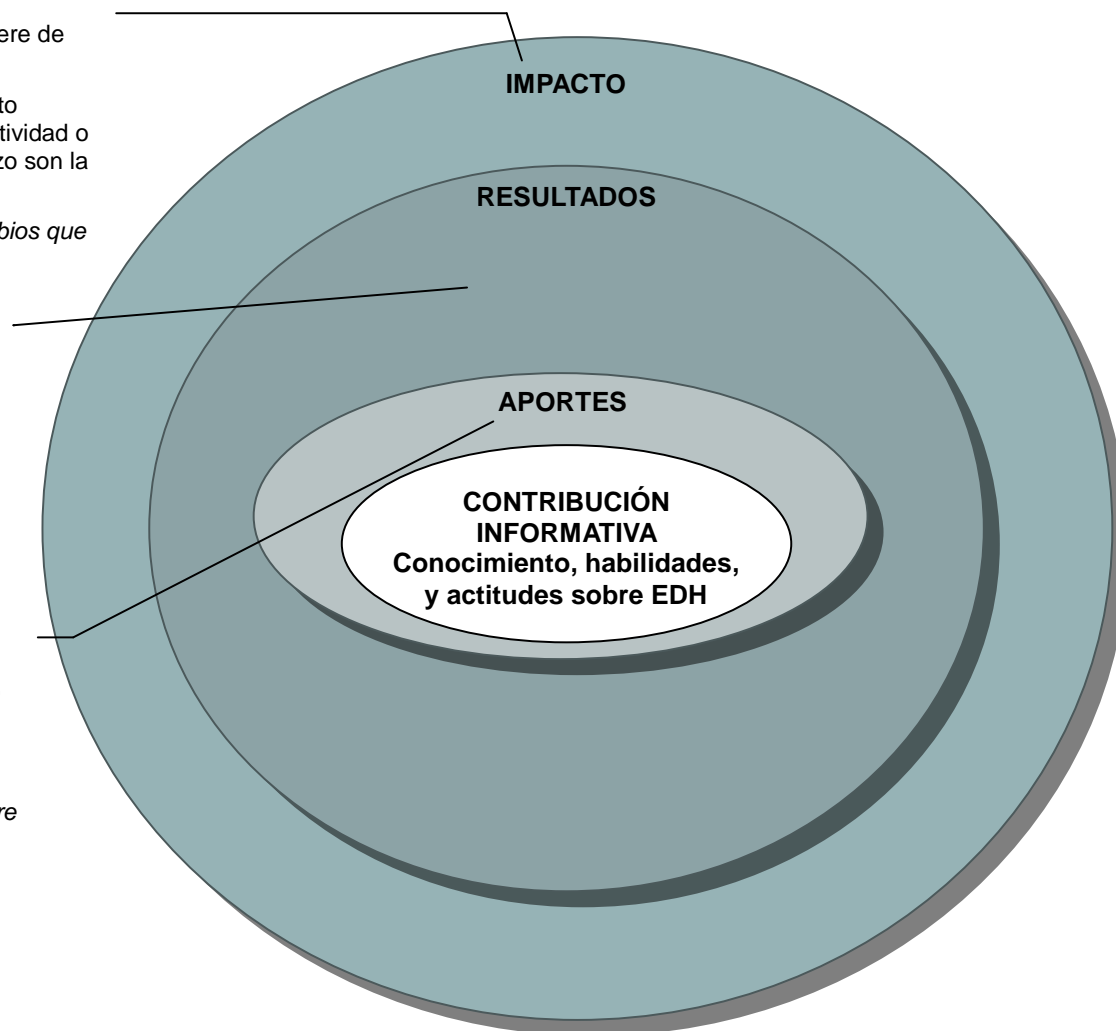 ere de
to
tividad o
zo son la
bios que
re
IMPACTO
RESULTADOS
APORTES
CONTRIBUCIÓN
INFORMATIVA
Conocimiento, habilidades,
y actitudes sobre EDH